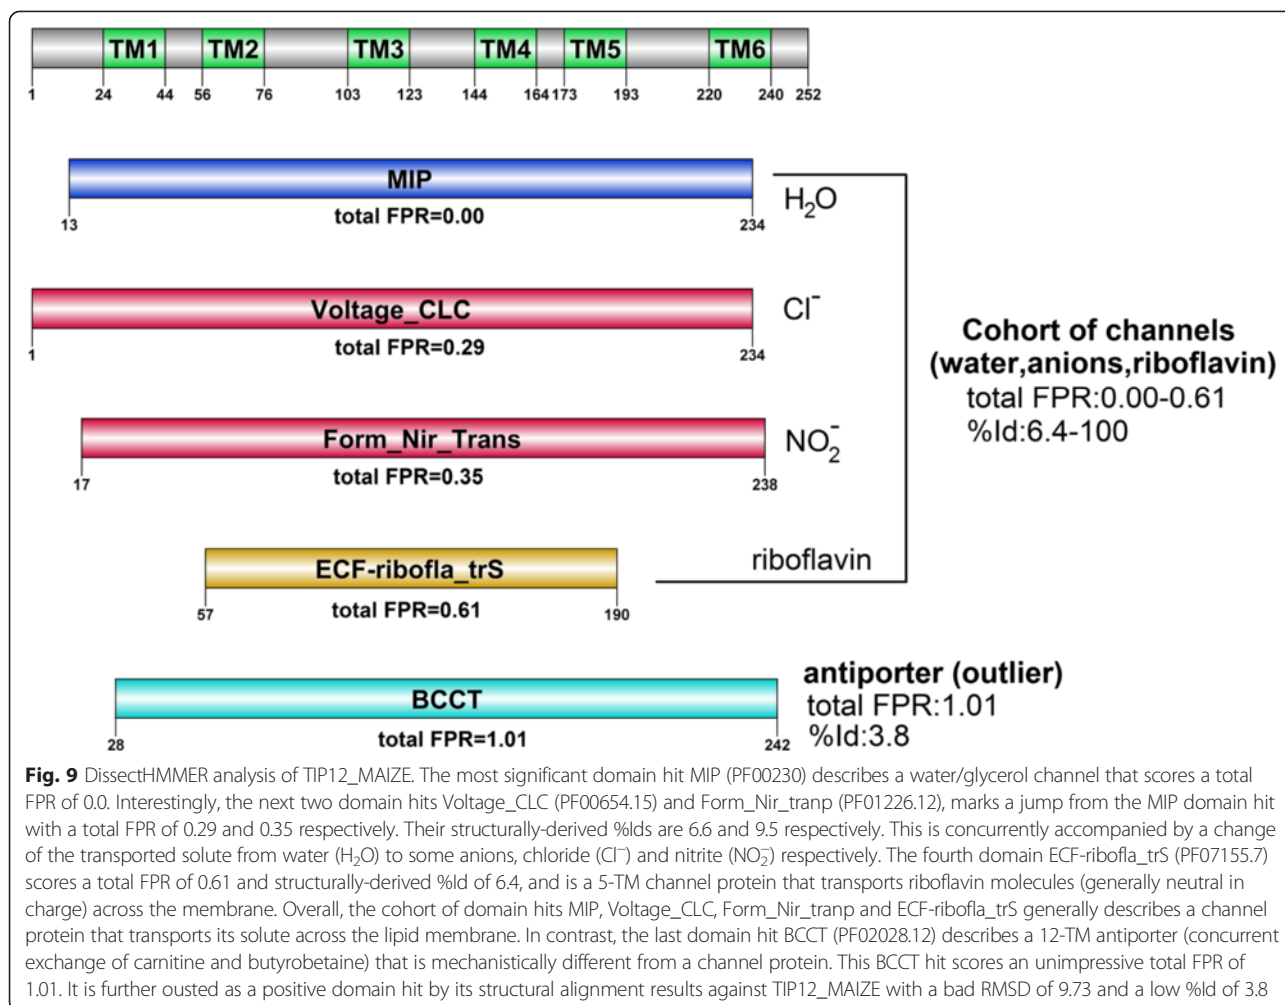 TM1 TM2 TM3 TM4 TM5 TM6
1 24 44 56 76 103 123 144 164 173 193 220 240 252
MIP
total FPR=0.00
13 234
H₂O
Voltage_CLC
total FPR=0.29
1 234
Cl⁻
Form_Nir_Trans
total FPR=0.35
17 238
NO₂⁻
ECF-ribofla_trS
total FPR=0.61
57 190
riboflavin
Cohort of channels
(water,anions,riboflavin)
total FPR:0.00-0.61
%Id:6.4-100
BCCT
total FPR=1.01
28 242
antiporter (outlier)
total FPR:1.01
%Id:3.8
Fig. 9 DissectHMMER analysis of TIP12_MAIZE. The most significant domain hit MIP (PF00230) describes a water/glycerol channel that scores a total
FPR of 0.0. Interestingly, the next two domain hits Voltage_CLC (PF00654.15) and Form_Nir_tranp (PF01226.12), marks a jump from the MIP domain hit
with a total FPR of 0.29 and 0.35 respectively. Their structurally-derived %Ids are 6.6 and 9.5 respectively. This is concurrently accompanied by a change
of the transported solute from water (H₂O) to some anions, chloride (Cl⁻) and nitrite (NO₂⁻) respectively. The fourth domain ECF-ribofla_trS (PF07155.7)
scores a total FPR of 0.61 and structurally-derived %Id of 6.4, and is a 5-TM channel protein that transports riboflavin molecules (generally neutral in
charge) across the membrane. Overall, the cohort of domain hits MIP, Voltage_CLC, Form_Nir_tranp and ECF-ribofla_trS generally describes a channel
protein that transports its solute across the lipid membrane. In contrast, the last domain hit BCCT (PF02028.12) describes a 12-TM antiporter (concurrent
exchange of carnitine and butyrobetaine) that is mechanistically different from a channel protein. This BCCT hit scores an unimpressive total FPR of
1.01. It is further ousted as a positive domain hit by its structural alignment results against TIP12_MAIZE with a bad RMSD of 9.73 and a low %Id of 3.8